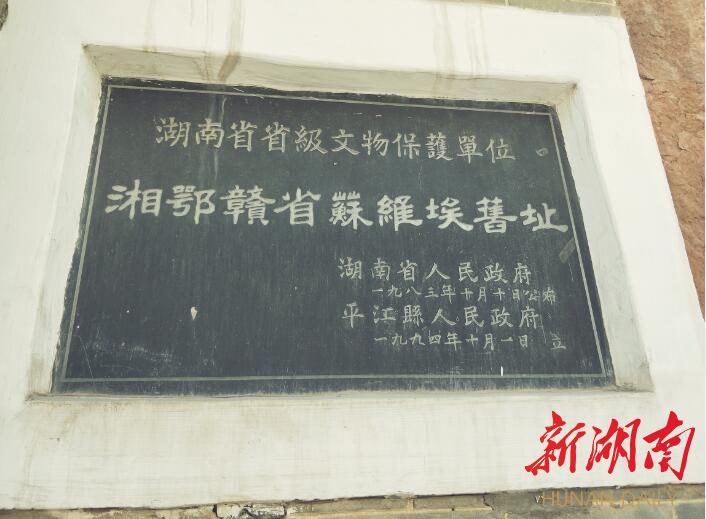 湖南省省級文物保護單位
湘鄂贛省蘇維埃舊址
湖南省人民政府
一九八三年十月十日公布
平江縣人民政府
一九九四年十月一日 立
新湖南
HUNAN DAILY